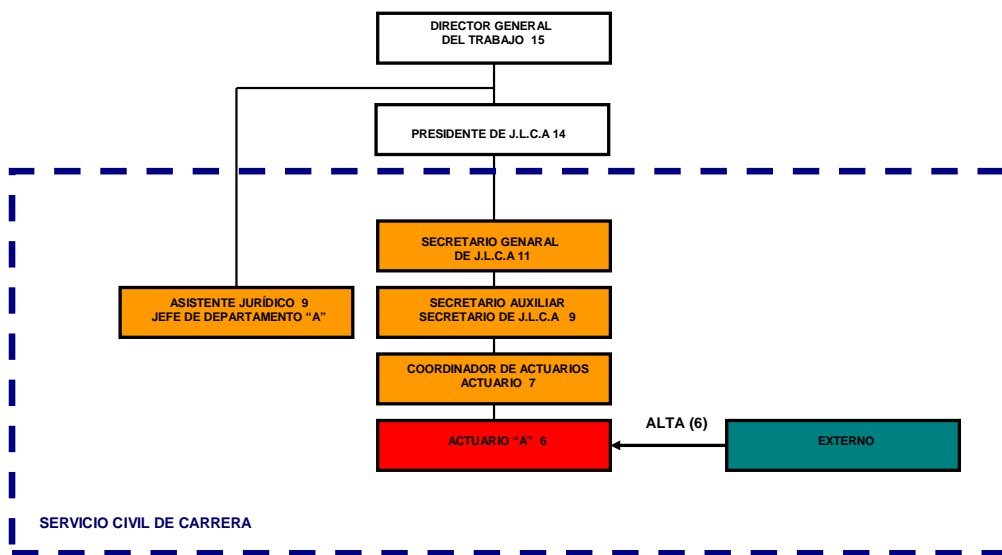 DIRECTOR GENERAL
DEL TRABAJO 15
PRESIDENTE DE J.L.C.A 14
SECRETARIO GENARAL
DE J.L.C.A 11
ASISTENTE JURÍDICO 9
JEFE DE DEPARTAMENTO “A”
SECRETARIO AUXILIAR
SECRETARIO DE J.L.C.A 9
COORDINADOR DE ACTUARIOS
ACTUARIO 7
ACTUARIO “A” 6
ALTA (6)
EXTERNO
SERVICIO CIVIL DE CARRERA